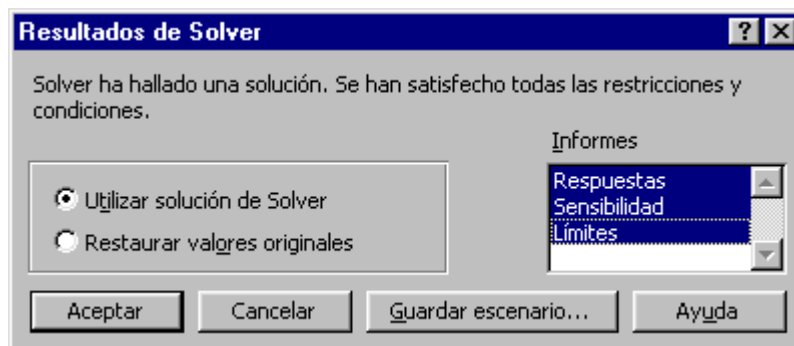 Resultados de Solver
Solver ha hallado una solución. Se han satisfecho todas las restricciones y
condiciones.
Informes
Utilizar solución de Solver
Restaurar valores originales
Respuestas
Sensibilidad
Límites
Aceptar
Cancelar
Guardar escenario...
Ayuda